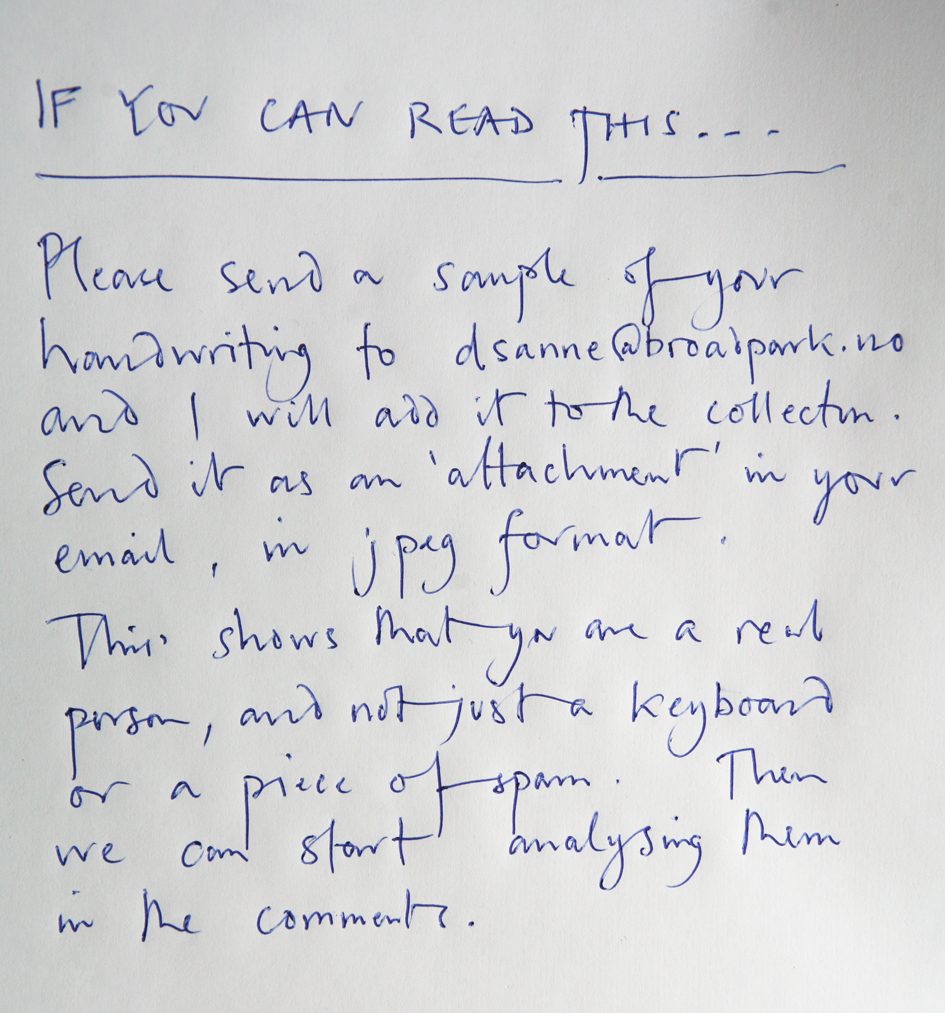 IF YOU CAN READ THIS...
Please send a sample of your
handwriting to dsanne@broadpark.no
and I will add it to the collection.
Send it as an 'attachment' in your
email, in jpeg format.
This shows that you are a real
person, and not just a keyboard
or a piece of spam. Then
we can start analysing them
in the comments.